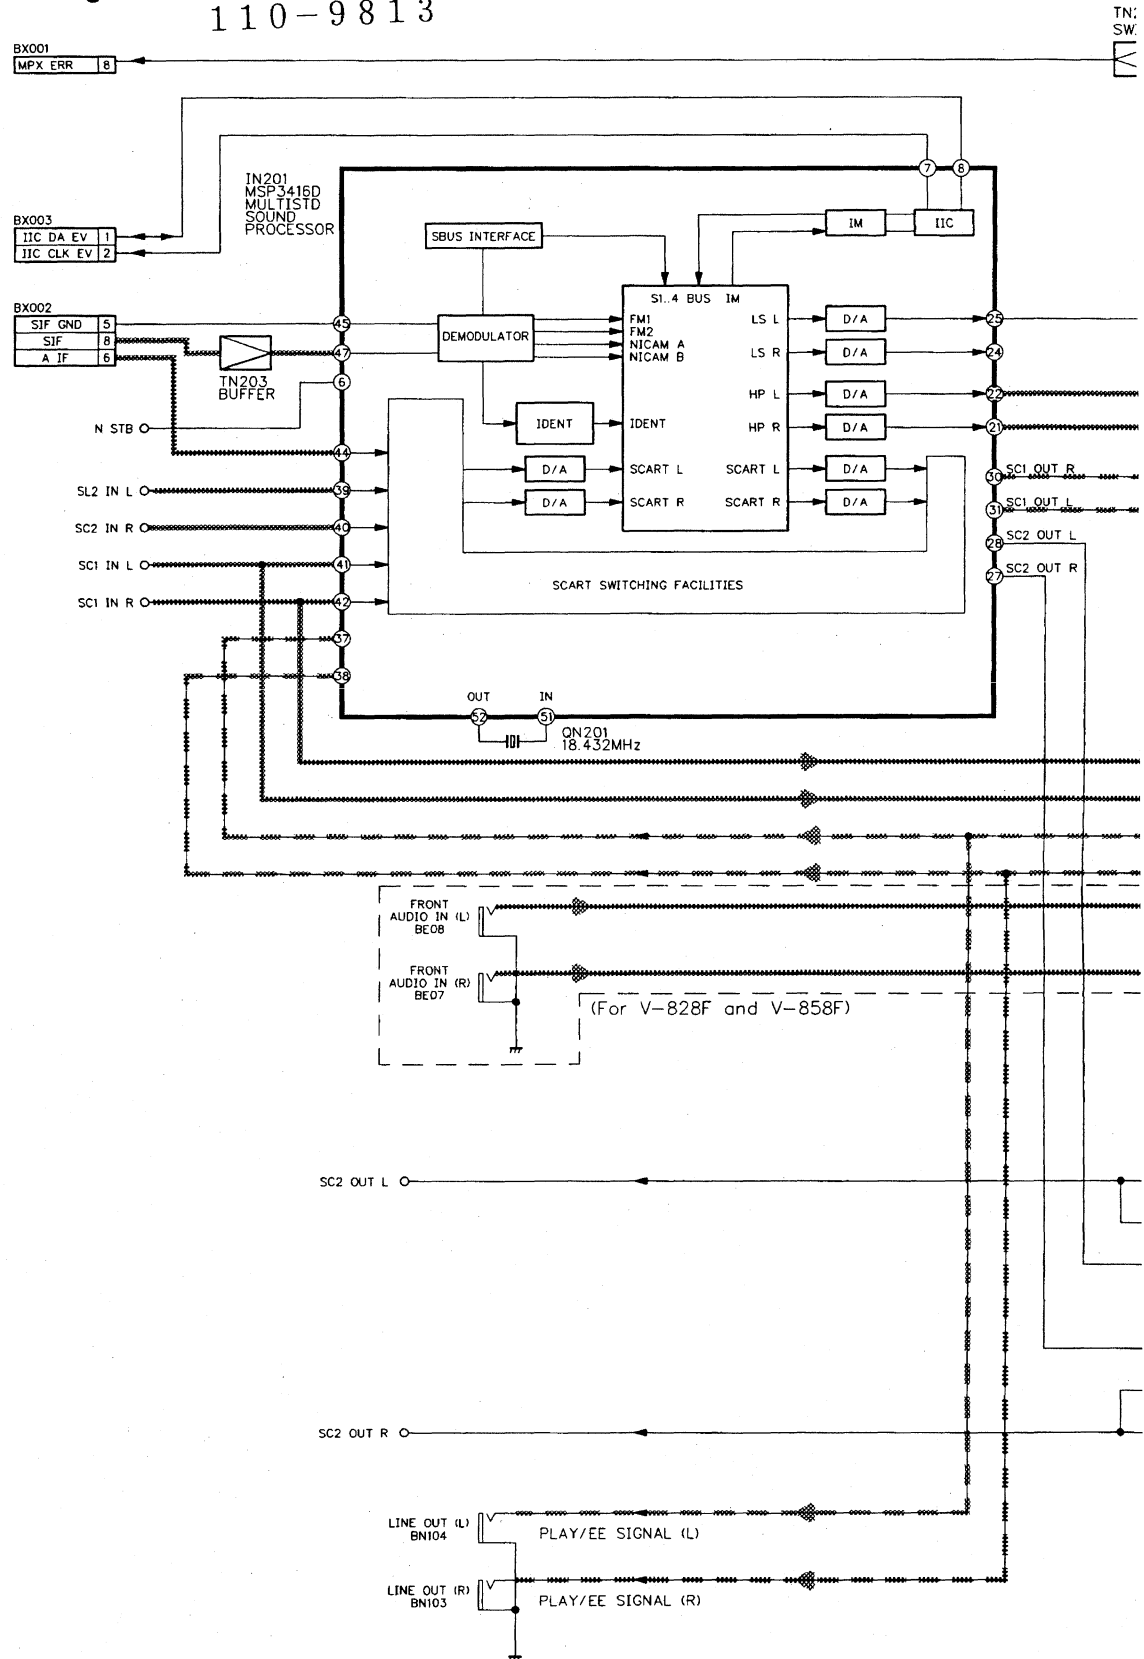 110-9813
TN2
SW
BX001
MPX ERR 8
IN201
MSP3416D
MULTISTD
SOUND
PROCESSOR
7 8
BX003
IIC DA EV 1
IIC CLK EV 2
SBUS INTERFACE
IM
IIC
S1..4 BUS IM
BX002
SIF GND 5
SIF 8
A IF 6
TN203
BUFFER
45
47
6
DEMODULATOR
FM1
FM2
NICAM A
NICAM B
LS L
D/A
25
LS R
D/A
24
HP L
D/A
22
HP R
D/A
21
N STB
44
IDENT
IDENT
D/A
SCART L
SCART L
D/A
30
SC1 OUT R
SL2 IN L
39
D/A
SCART R
SCART R
D/A
31
SC1 OUT L
SC2 IN R
40
28
SC2 OUT L
SC1 IN L
41
27
SC2 OUT R
SCART SWITCHING FACILITIES
SC1 IN R
42
37
38
OUT
IN
52
51
QN201
18.432MHz
FRONT
AUDIO IN (L)
BE08
FRONT
AUDIO IN (R)
BE07
(For V-828F and V-858F)
SC2 OUT L
SC2 OUT R
LINE OUT (L)
BN104
PLAY/EE SIGNAL (L)
LINE OUT (R)
BN103
PLAY/EE SIGNAL (R)